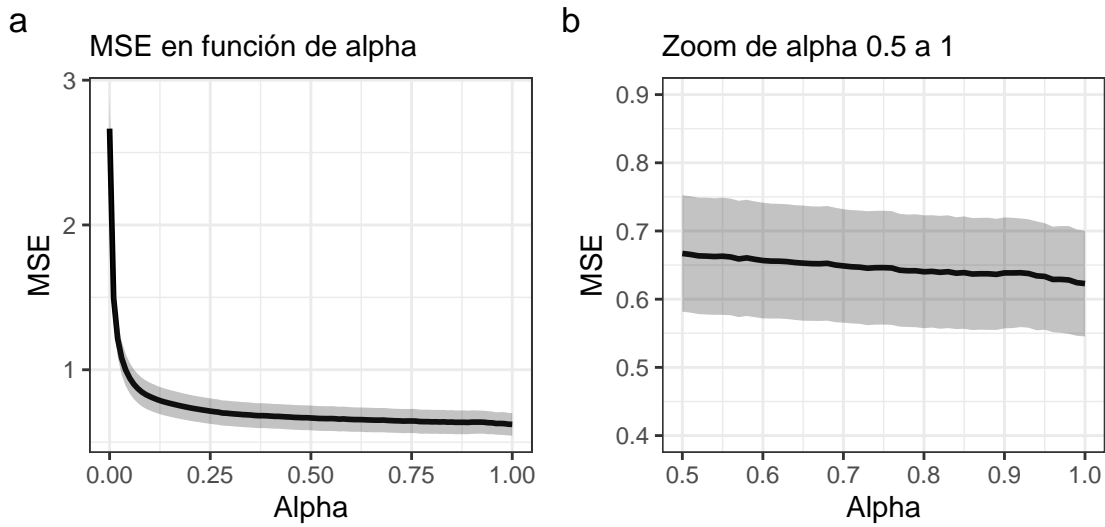 a
MSE en función de alpha
3
2
1
MSE
0.00 0.25 0.50 0.75 1.00
Alpha
b
Zoom de alpha 0.5 a 1
0.9
0.8
0.7
0.6
0.5
0.4
MSE
0.5 0.6 0.7 0.8 0.9 1.0
Alpha